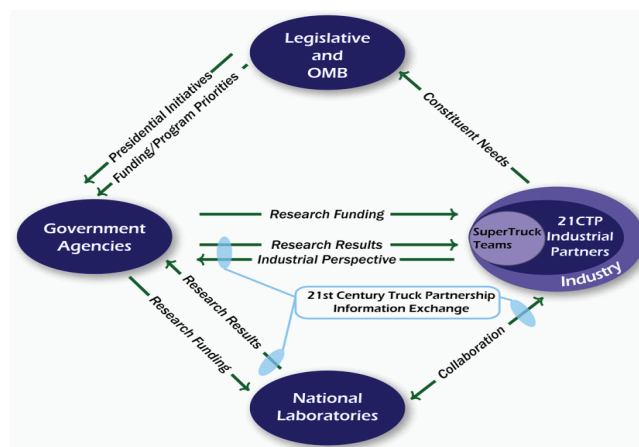 Legislative
and
OMB
Presidential Initiatives
Funding/Program Priorities
Constituent Needs
Government
Agencies
Research Funding
Research Results
Industrial Perspective
SuperTruck
Teams
21CTP
Industrial
Partners
Industry
21st Century Truck Partnership
Information Exchange
Research Results
Research Funding
Collaboration
National
Laboratories